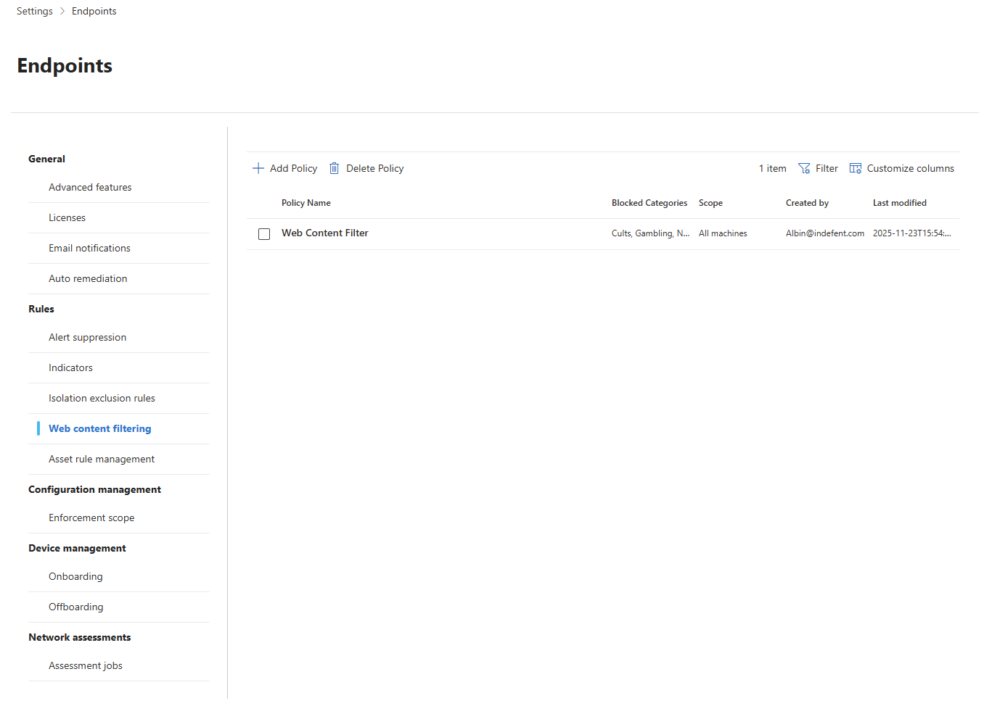 Settings > Endpoints
Endpoints
General
Advanced features
Licenses
Email notifications
Auto remediation
Rules
Alert suppression
Indicators
Isolation exclusion rules
Web content filtering
Asset rule management
Configuration management
Enforcement scope
Device management
Onboarding
Offboarding
Network assessments
Assessment jobs
Add Policy Delete Policy 1 item Filter Customize columns
Policy Name Blocked Categories Scope Created by Last modified
Web Content Filter Cults, Gambling, N... All machines Albin@indefent.com 2025-11-23T15:54:...